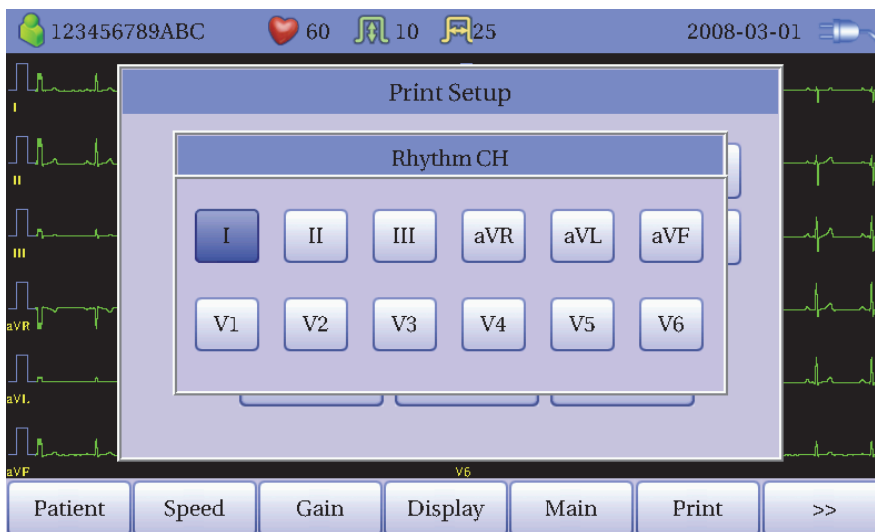 123456789ABC 60 10 25 2008-03-01
Print Setup
Rhythm CH
I II III aVR aVL aVF
V1 V2 V3 V4 V5 V6
I
II
III
aVR
aVL
aVF
V6
Patient Speed Gain Display Main Print >>